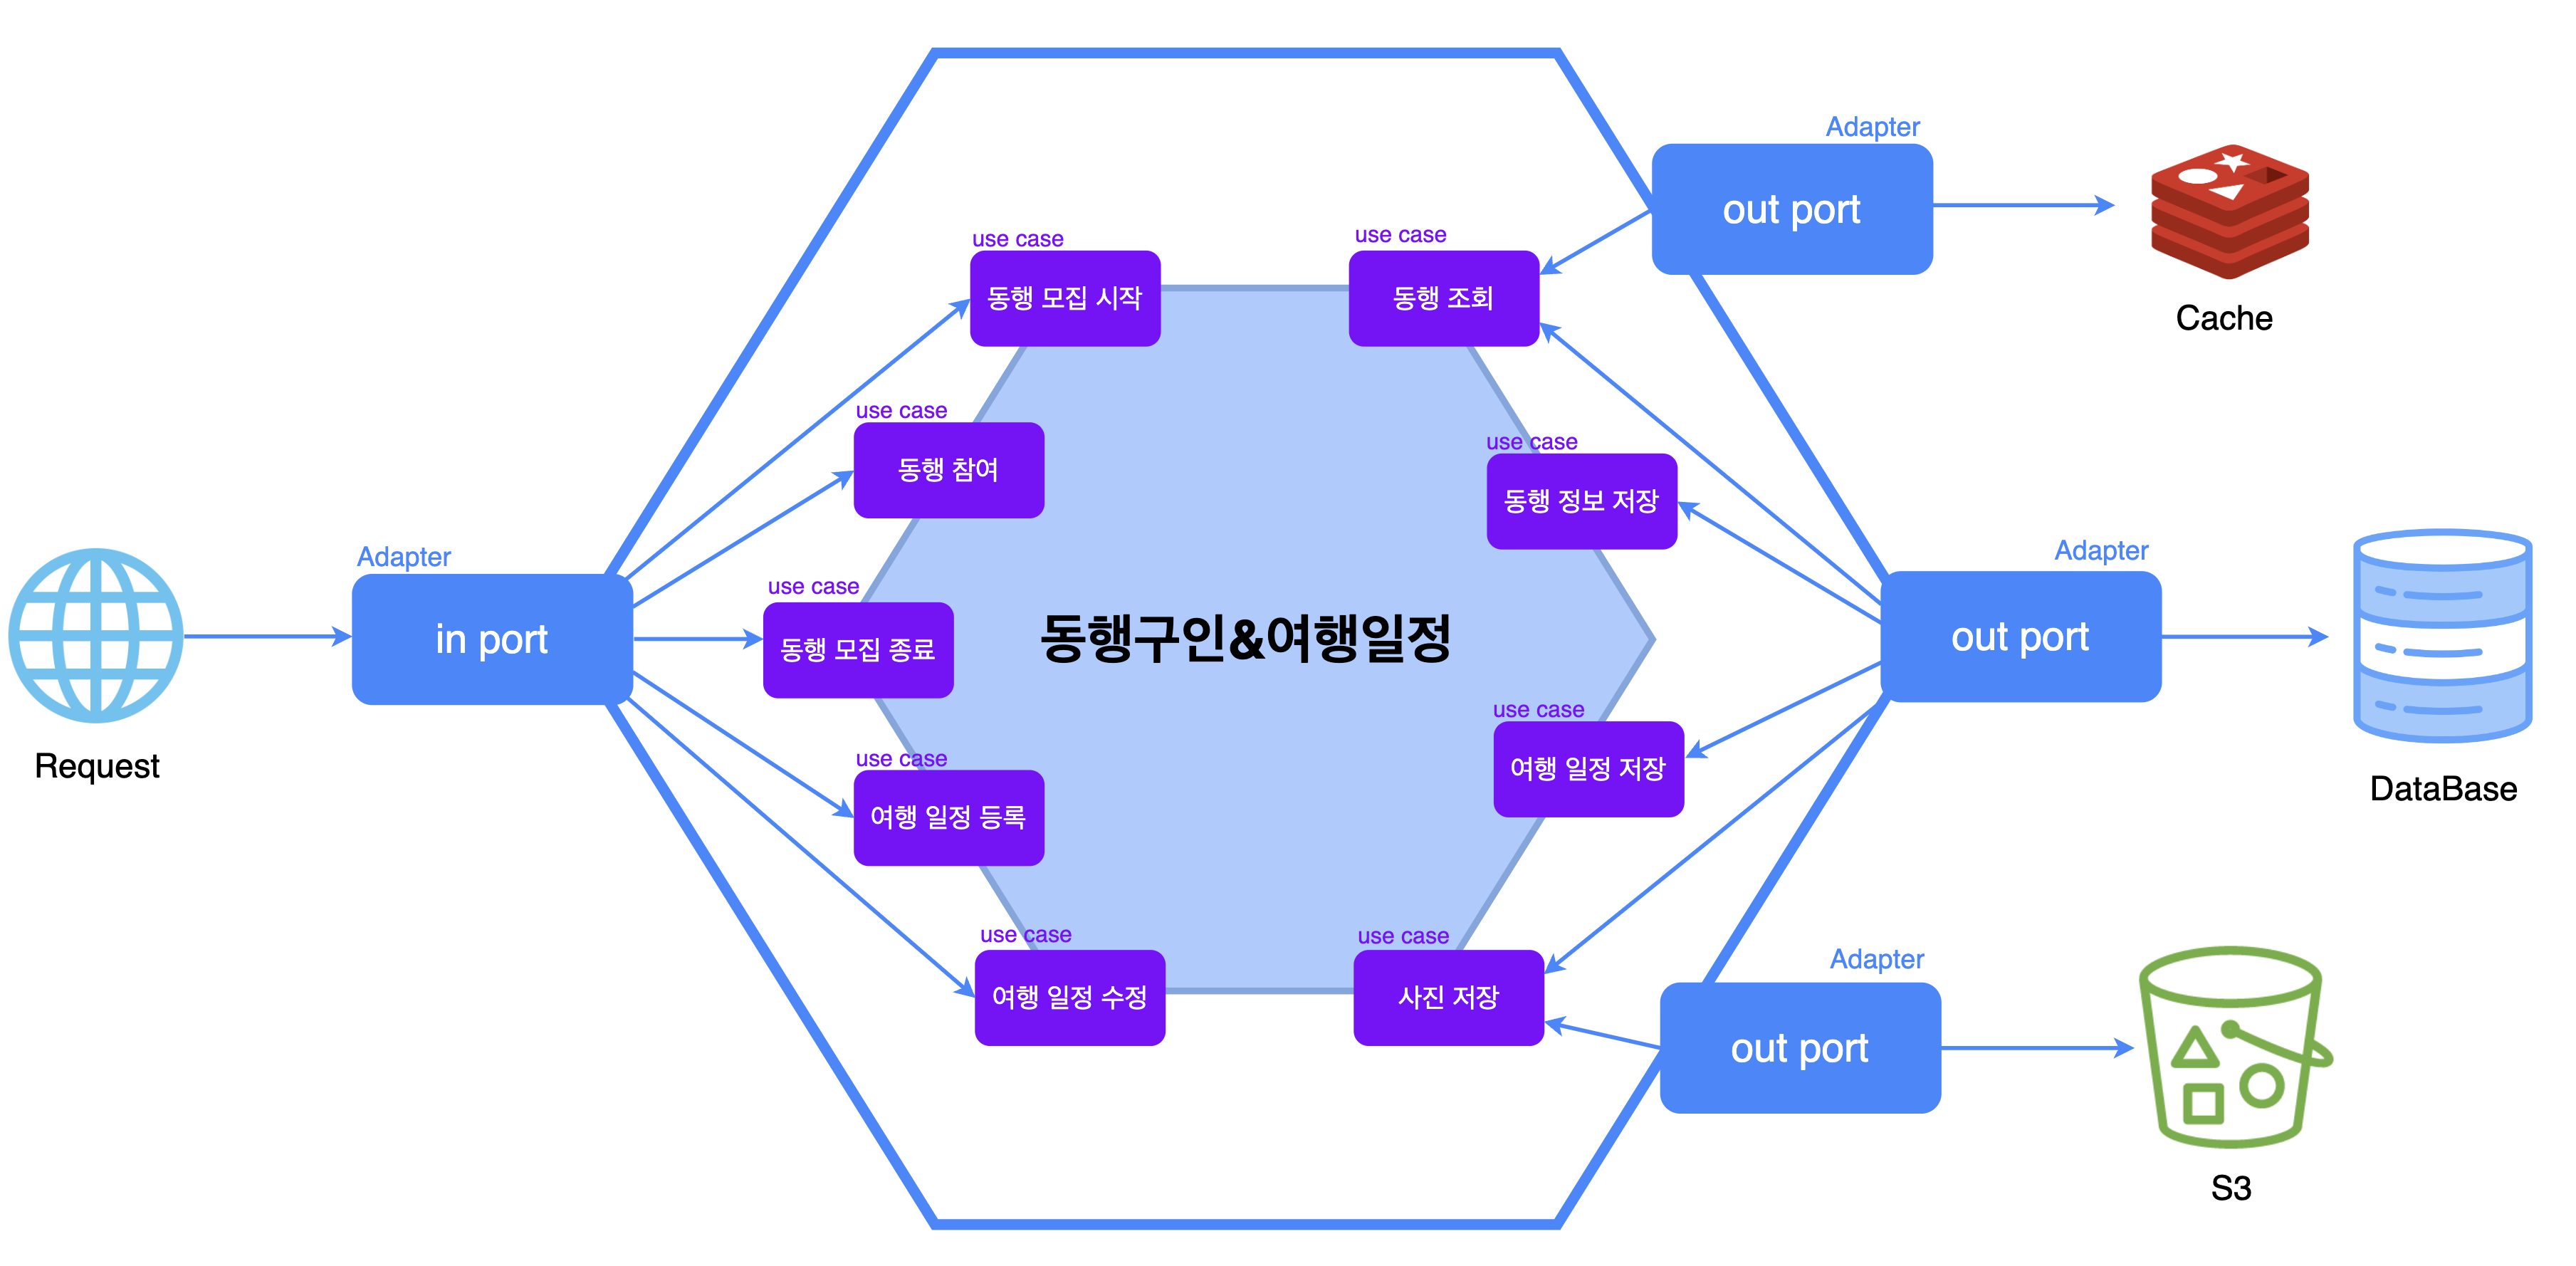 Request
Adapter
in port
use case
동행 모집 시작
use case
동행 참여
use case
동행 모집 종료
use case
여행 일정 등록
use case
여행 일정 수정
동행구인&여행일정
use case
동행 조회
use case
동행 정보 저장
use case
여행 일정 저장
use case
사진 저장
Adapter
out port
Cache
Adapter
out port
DataBase
Adapter
out port
S3